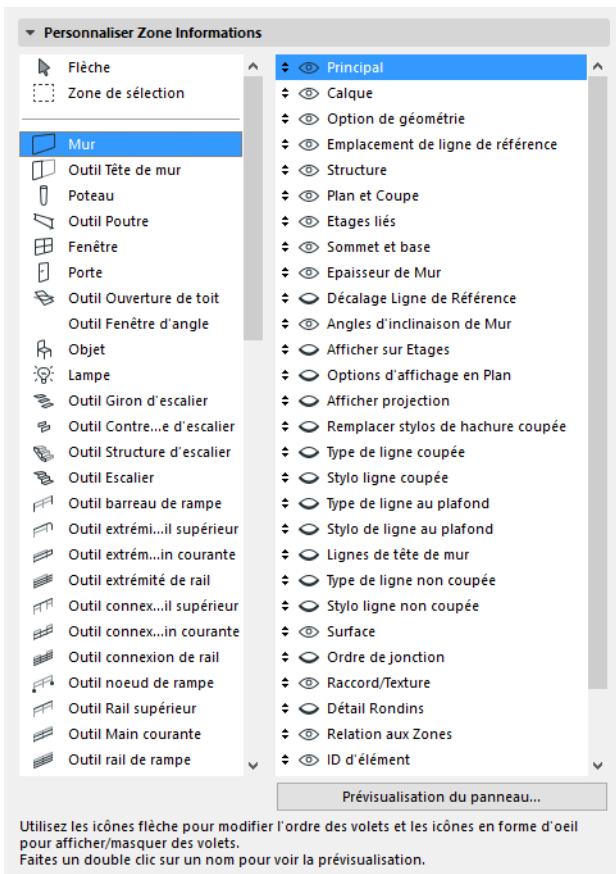 Personnaliser Zone Informations
Flèche
Zone de sélection
Mur
Outil Tête de mur
Poteau
Outil Poutre
Fenêtre
Porte
Outil Ouverture de toit
Outil Fenêtre d'angle
Objet
Lampe
Outil Giron d'escalier
Outil Contre...e d'escalier
Outil Structure d'escalier
Outil Escalier
Outil barreau de rampe
Outil extrémi...il supérieur
Outil extrém...in courante
Outil extrémité de rail
Outil connex...il supérieur
Outil connex...in courante
Outil connexion de rail
Outil noeud de rampe
Outil Rail supérieur
Outil Main courante
Outil rail de rampe
Principal
Calque
Option de géométrie
Emplacement de ligne de référence
Structure
Plan et Coupe
Etages liés
Sommet et base
Epaisseur de Mur
Décalage Ligne de Référence
Angles d'inclinaison de Mur
Afficher sur Etages
Options d'affichage en Plan
Afficher projection
Remplacer stylos de hachure coupée
Type de ligne coupée
Stylo ligne coupée
Type de ligne au plafond
Stylo de ligne au plafond
Lignes de tête de mur
Type de ligne non coupée
Stylo ligne non coupée
Surface
Ordre de jonction
Raccord/Texture
Détail Rondins
Relation aux Zones
ID d'élément
Prévisualisation du panneau...
Utilisez les icônes flèche pour modifier l'ordre des volets et les icônes en forme d'oeil
pour afficher/masquer des volets.
Faites un double clic sur un nom pour voir la prévisualisation.